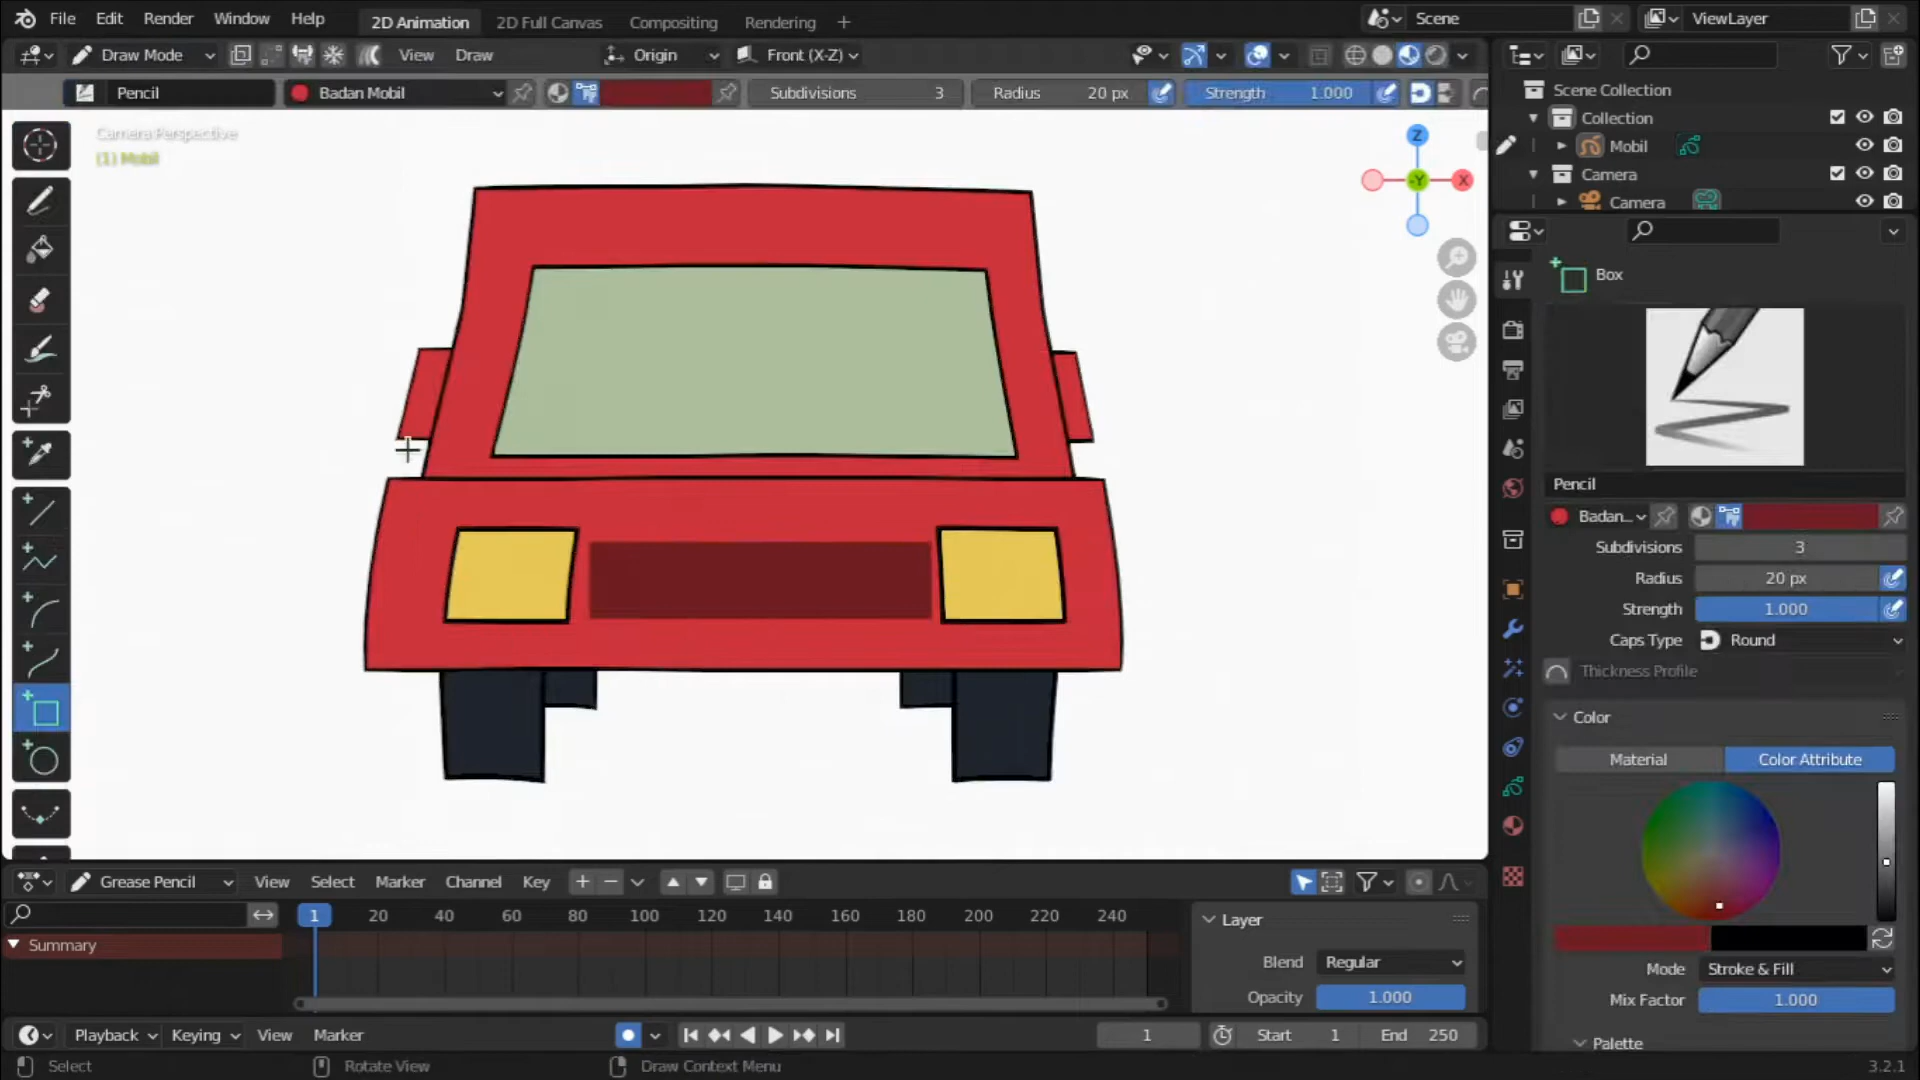 File Edit Render Window Help 2D Animation 2D Full Canvas Compositing Rendering + Scene ViewLayer
Draw Mode View Draw Origin Front (X-Z)
Pencil Badan Mobil Subdivisions 3 Radius 20 px Strength 1.000
Camera Perspective
(1) Mobil
Z
X
-Y
Scene Collection
Collection
Mobil
Camera
Camera
Box
Pencil
Badan...
Subdivisions 3
Radius 20 px
Strength 1.000
Caps Type Round
Thickness Profile
Color
Material Color Attribute
Mode Stroke & Fill
Mix Factor 1.000
Palette
Grease Pencil View Select Marker Channel Key
1 20 40 60 80 100 120 140 160 180 200 220 240
Summary
Layer
Blend Regular
Opacity 1.000
Playback Keying View Marker 1 Start 1 End 250
Select Rotate View Draw Context Menu 3.2.1